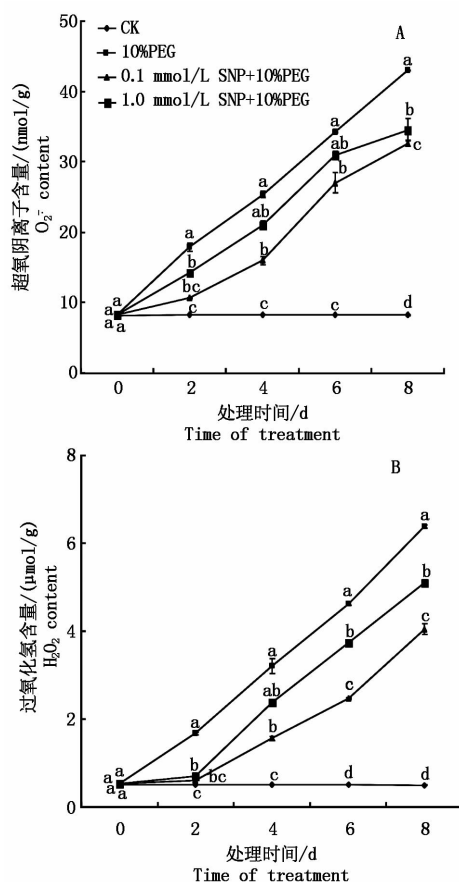 CK
10%PEG
0.1 mmol/L SNP+10%PEG
1.0 mmol/L SNP+10%PEG
A
超氧阴离子含量/(nmol/g)
O₂⁻ content
50
40
30
20
10
0
a
a
a
a
a
b
bc
c
a
ab
b
c
a
ab
b
c
a
b
c
d
0 2 4 6 8
处理时间/d
Time of treatment
B
过氧化氢含量/(μmol/g)
H₂O₂ content
8
6
4
2
0
a
a
a
a
a
b
bc
c
a
ab
b
c
a
b
c
d
a
b
c
d
0 2 4 6 8
处理时间/d
Time of treatment